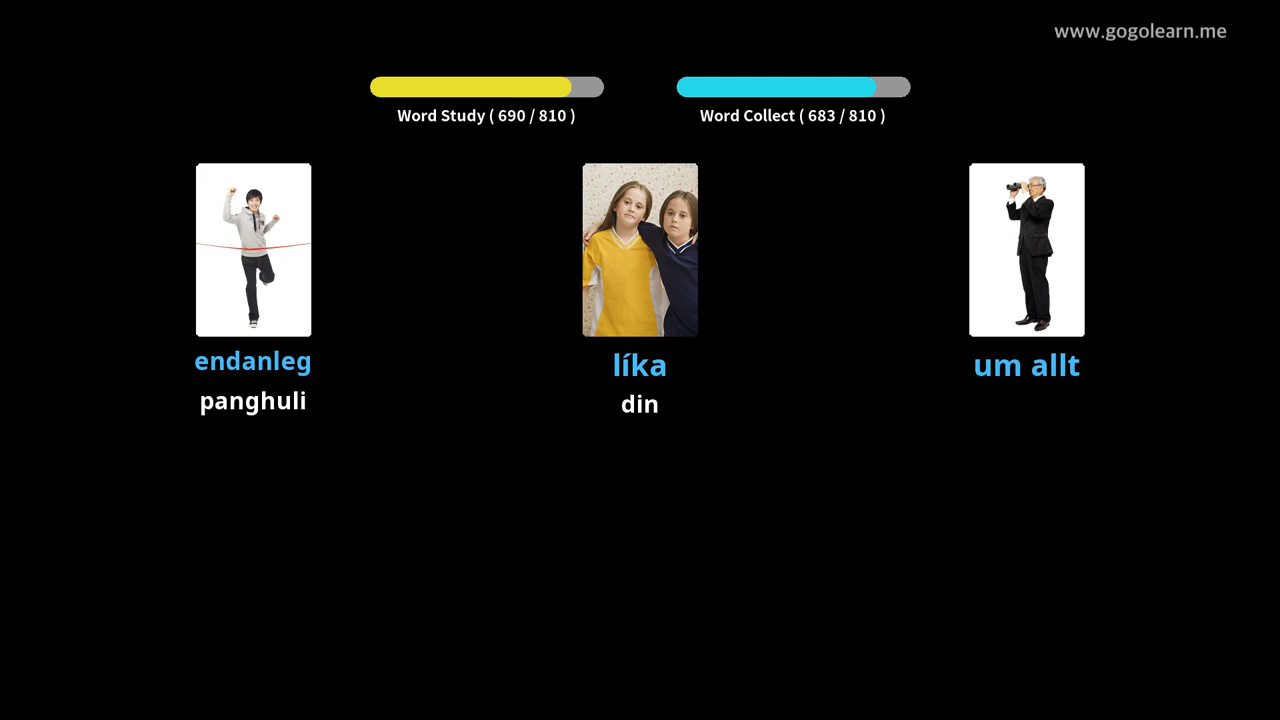 www.gogolearn.me
Word Study ( 690 / 810 )
Word Collect ( 683 / 810 )
endanleg
panghuli
líka
din
um allt